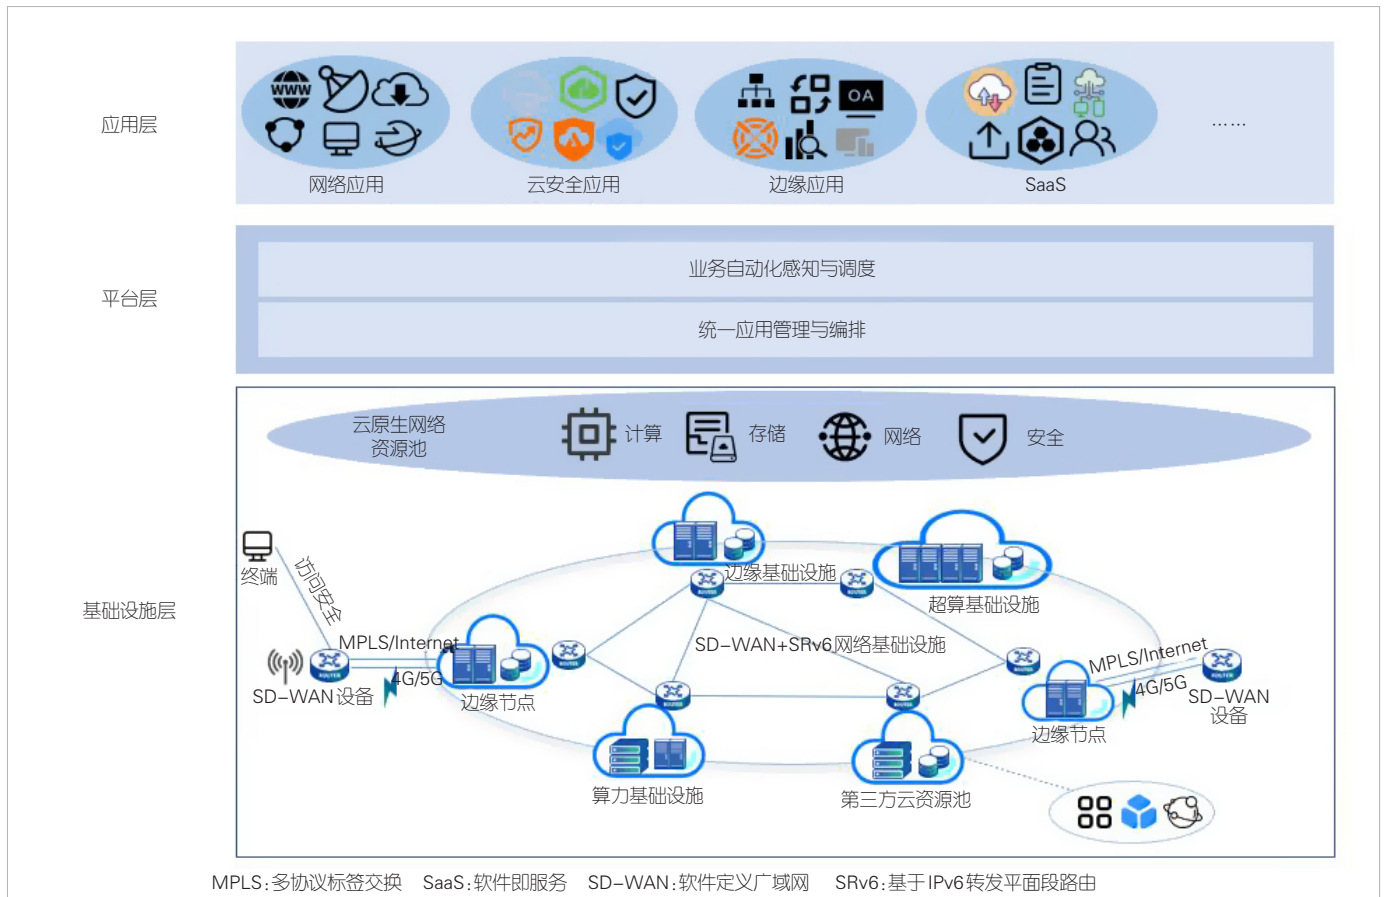 应用层
WWW
OA
……
网络应用
云安全应用
边缘应用
SaaS
平台层
业务自动化感知与调度
统一应用管理与编排
基础设施层
云原生网络
资源池
计算
存储
网络
安全
终端
访问安全
边缘基础设施
超算基础设施
MPLS/Internet
4G/5G
SD-WAN设备
边缘节点
SD-WAN+SRv6网络基础设施
MPLS/Internet
4G/5G
SD-WAN
设备
边缘节点
算力基础设施
第三方云资源池
ROUTER
ROUTER
ROUTER
ROUTER
ROUTER
ROUTER
ROUTER
ROUTER
MPLS:多协议标签交换 SaaS:软件即服务 SD-WAN:软件定义广域网 SRv6:基于IPv6转发平面段路由